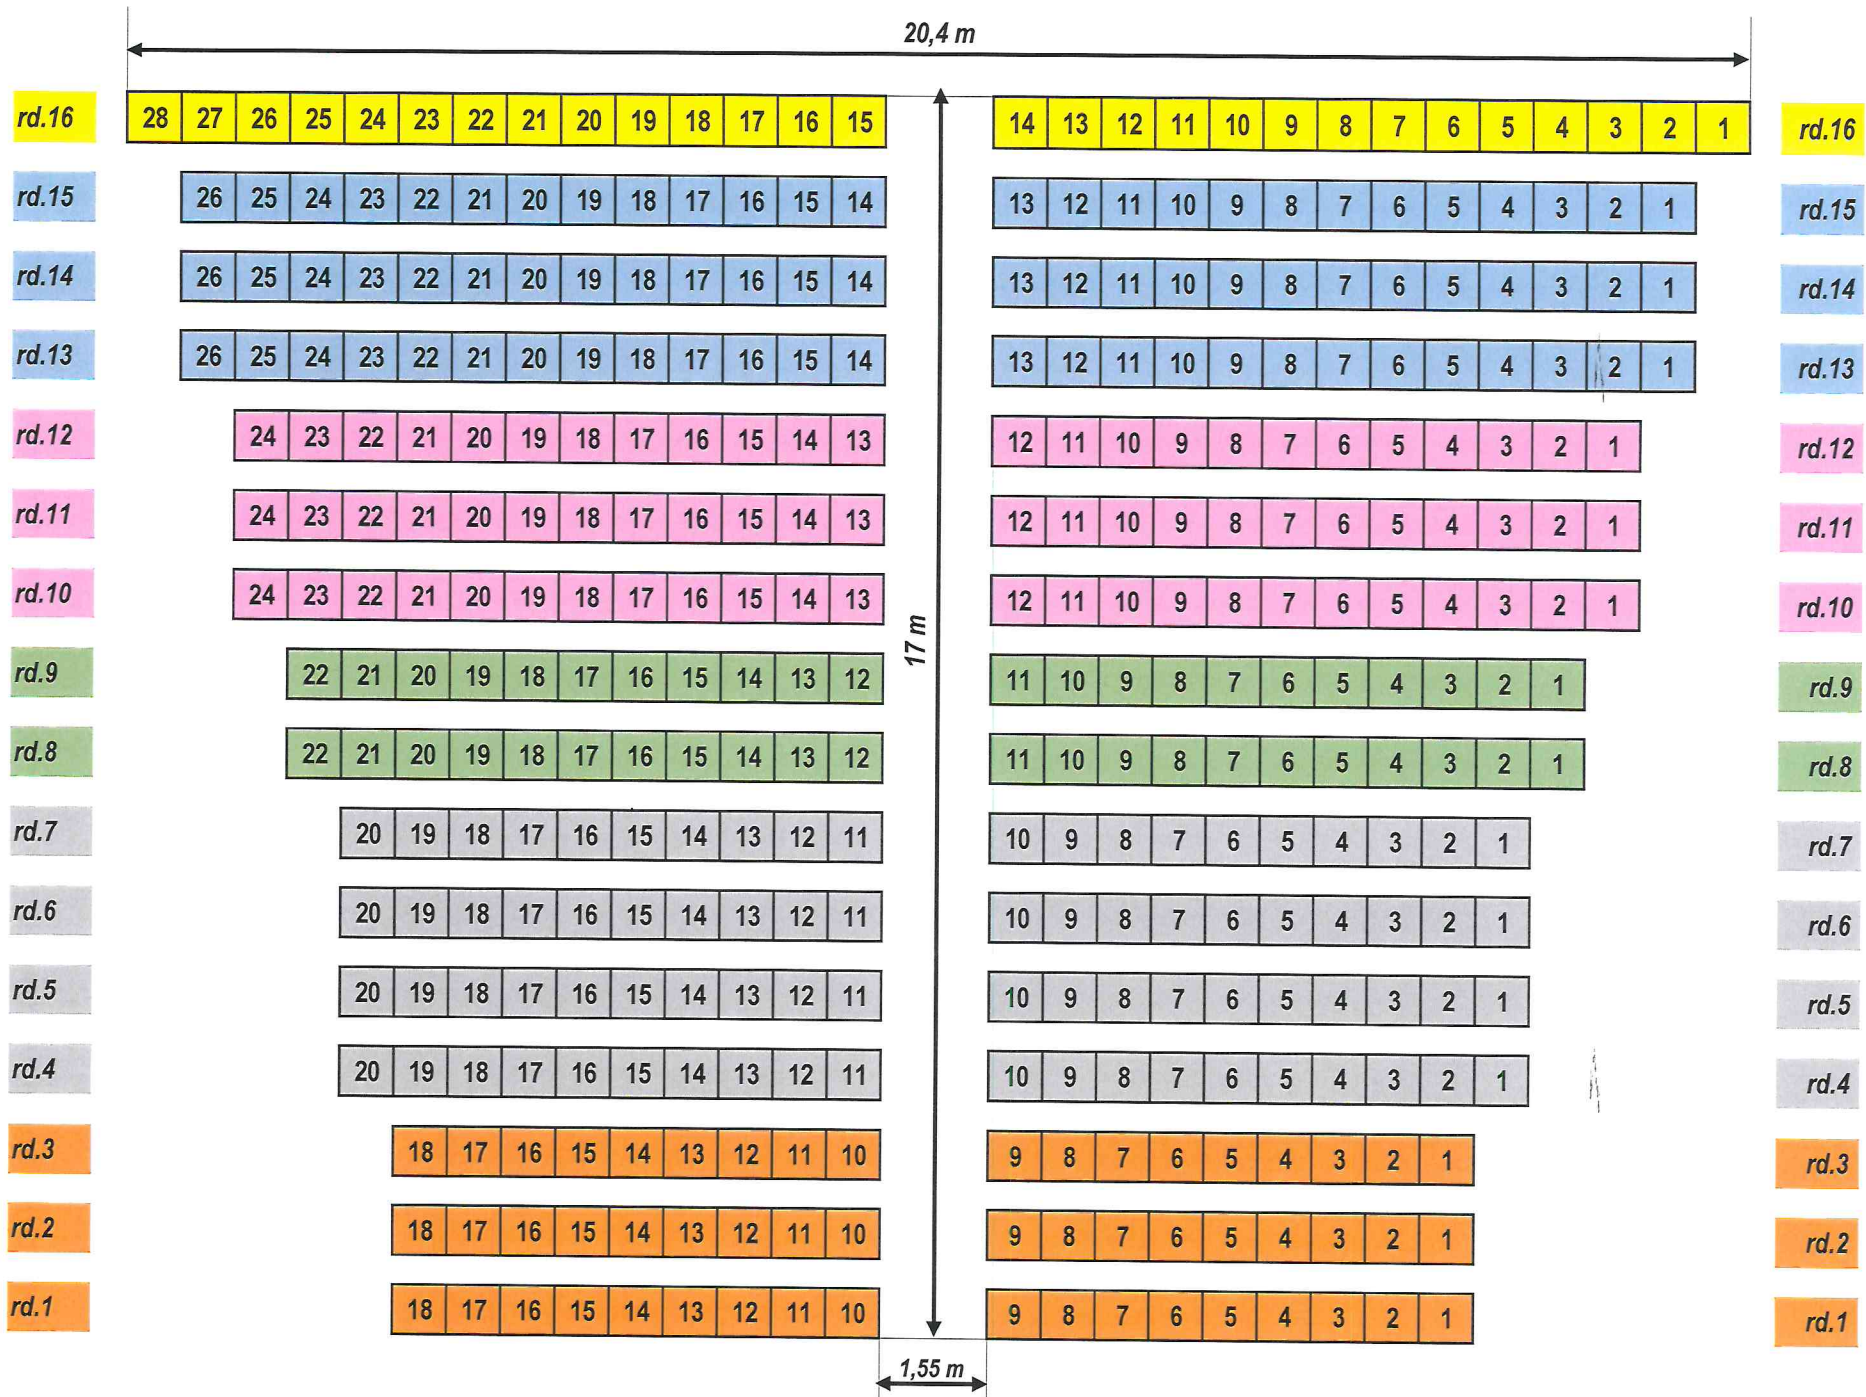 20,4 m
rd.16 28 27 26 25 24 23 22 21 20 19 18 17 16 15 14 13 12 11 10 9 8 7 6 5 4 3 2 1 rd.16
rd.15 26 25 24 23 22 21 20 19 18 17 16 15 14 13 12 11 10 9 8 7 6 5 4 3 2 1 rd.15
rd.14 26 25 24 23 22 21 20 19 18 17 16 15 14 13 12 11 10 9 8 7 6 5 4 3 2 1 rd.14
rd.13 26 25 24 23 22 21 20 19 18 17 16 15 14 13 12 11 10 9 8 7 6 5 4 3 2 1 rd.13
rd.12 24 23 22 21 20 19 18 17 16 15 14 13 12 11 10 9 8 7 6 5 4 3 2 1 rd.12
rd.11 24 23 22 21 20 19 18 17 16 15 14 13 12 11 10 9 8 7 6 5 4 3 2 1 rd.11
rd.10 24 23 22 21 20 19 18 17 16 15 14 13 12 11 10 9 8 7 6 5 4 3 2 1 rd.10
17 m
rd.9 22 21 20 19 18 17 16 15 14 13 12 11 10 9 8 7 6 5 4 3 2 1 rd.9
rd.8 22 21 20 19 18 17 16 15 14 13 12 11 10 9 8 7 6 5 4 3 2 1 rd.8
rd.7 20 19 18 17 16 15 14 13 12 11 10 9 8 7 6 5 4 3 2 1 rd.7
rd.6 20 19 18 17 16 15 14 13 12 11 10 9 8 7 6 5 4 3 2 1 rd.6
rd.5 20 19 18 17 16 15 14 13 12 11 10 9 8 7 6 5 4 3 2 1 rd.5
rd.4 20 19 18 17 16 15 14 13 12 11 10 9 8 7 6 5 4 3 2 1 rd.4
rd.3 18 17 16 15 14 13 12 11 10 9 8 7 6 5 4 3 2 1 rd.3
rd.2 18 17 16 15 14 13 12 11 10 9 8 7 6 5 4 3 2 1 rd.2
rd.1 18 17 16 15 14 13 12 11 10 9 8 7 6 5 4 3 2 1 rd.1
1,55 m